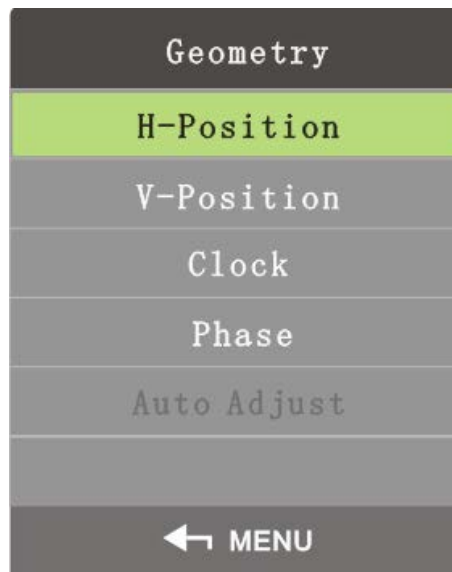 Geometry
H-Position
V-Position
Clock
Phase
Auto Adjust
MENU